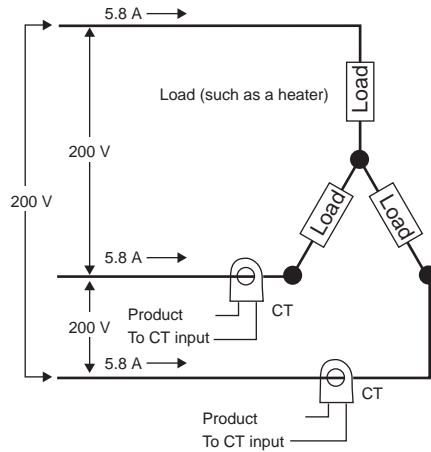 5.8 A
Load
Load (such as a heater)
200 V
200 V
Load
Load
5.8 A
Product
CT
To CT input
200 V
5.8 A
CT
Product
To CT input